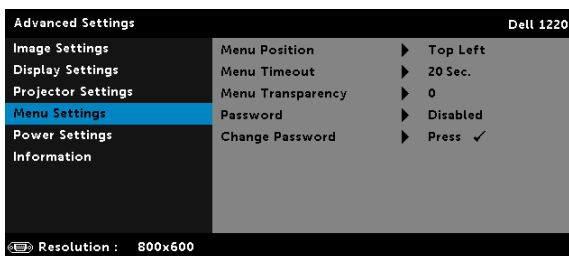 Advanced Settings Dell 1220
Image Settings Menu Position Top Left
Display Settings Menu Timeout 20 Sec.
Projector Settings Menu Transparency 0
Menu Settings Password Disabled
Power Settings Change Password Press ✓
Information
Resolution : 800x600